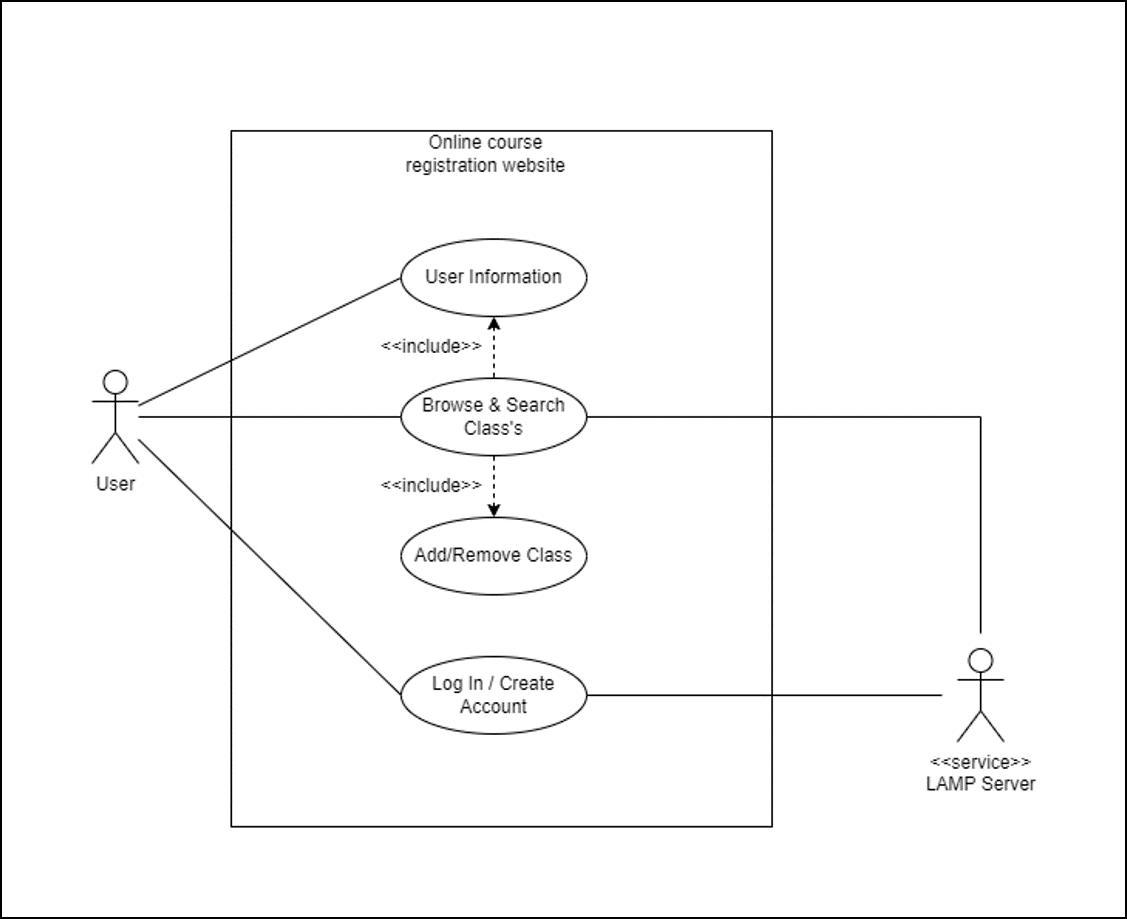 Online course
registration website
User Information
<<include>>
Browse & Search
Class's
<<include>>
User
Add/Remove Class
Log In / Create
Account
<<service>>
LAMP Server